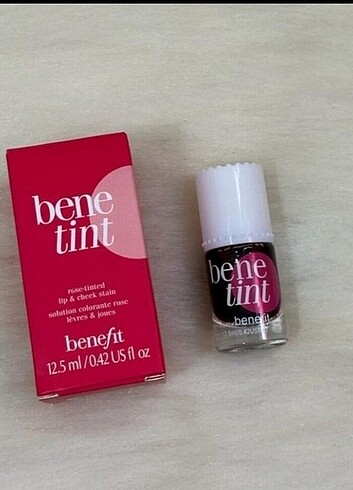 bene
tint
rose-tinted
lip & cheek stain
solution colorante rose
lèvres & joues
benefit
12.5 ml/0.42 US fl oz
bene
tint
benefit